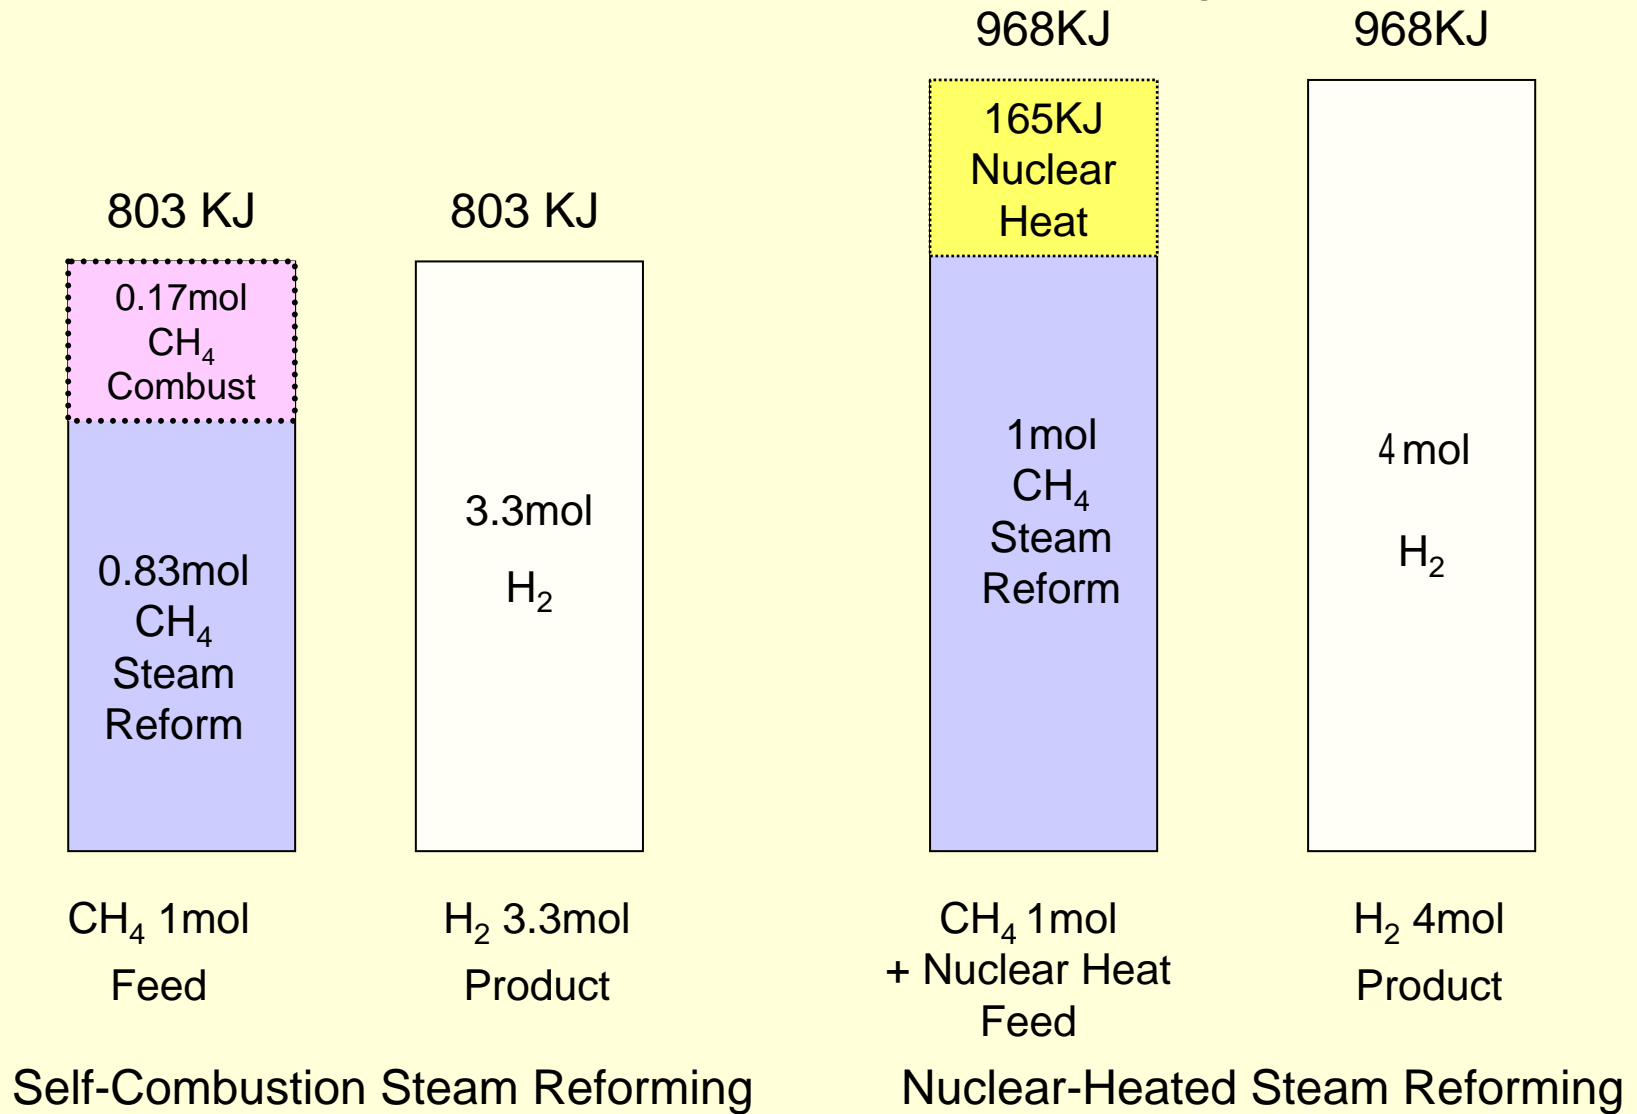 968KJ
968KJ
165KJ
Nuclear
Heat
803 KJ
803 KJ
0.17mol
CH₄
Combust
0.83mol
CH₄
Steam
Reform
3.3mol
H₂
1mol
CH₄
Steam
Reform
4 mol
H₂
CH₄ 1mol
Feed
H₂ 3.3mol
Product
CH₄ 1mol
+ Nuclear Heat
Feed
H₂ 4mol
Product
Self-Combustion Steam Reforming
Nuclear-Heated Steam Reforming